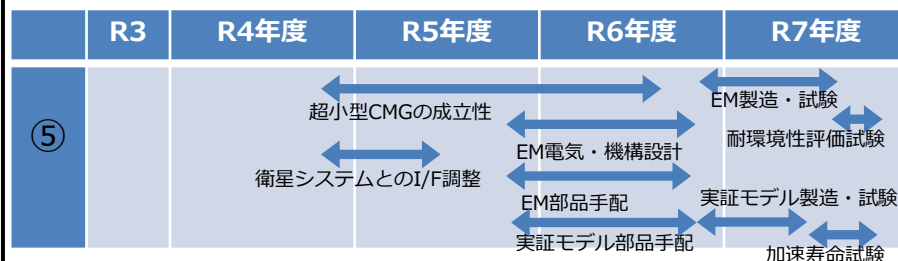 R3 R4年度 R5年度 R6年度 R7年度
⑤
超小型CMGの成立性
EM製造・試験
耐環境性評価試験
EM電気・機構設計
衛星システムとのI/F調整
EM部品手配
実証モデル製造・試験
実証モデル部品手配
加速寿命試験